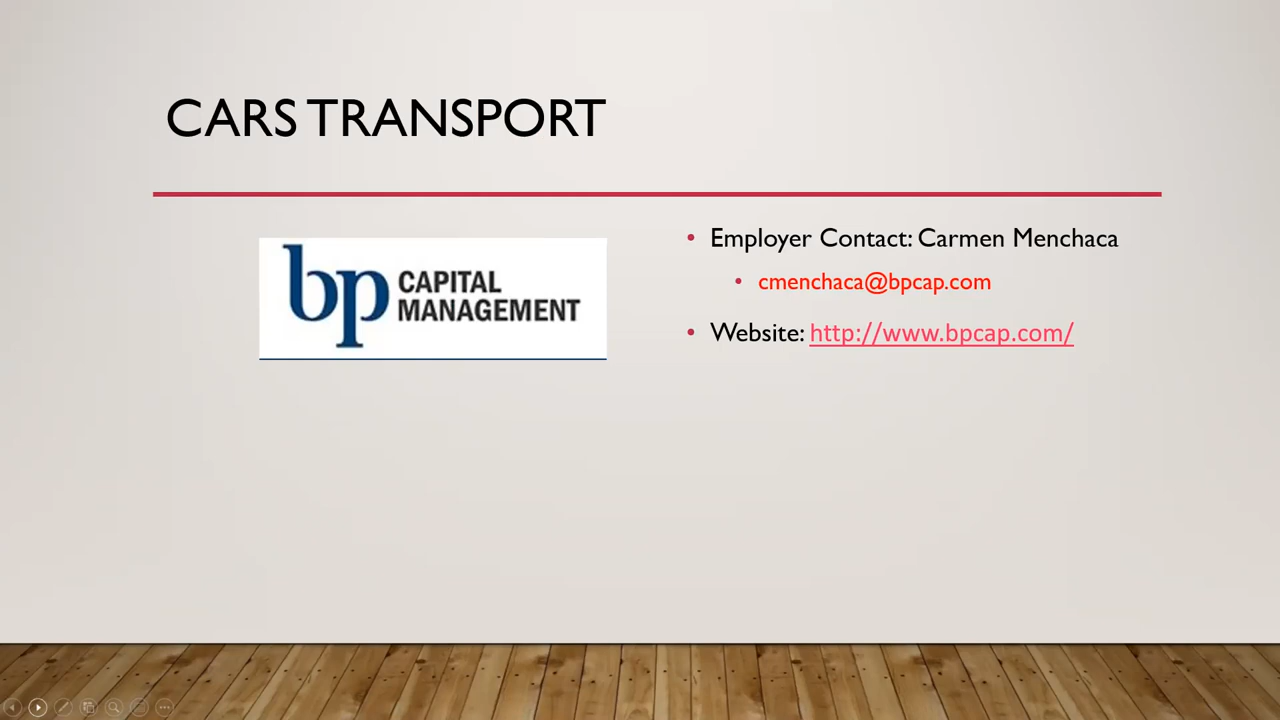 CARS TRANSPORT
bp CAPITAL
MANAGEMENT
Employer Contact: Carmen Menchaca
cmenchaca@bpcap.com
Website: http://www.bpcap.com/